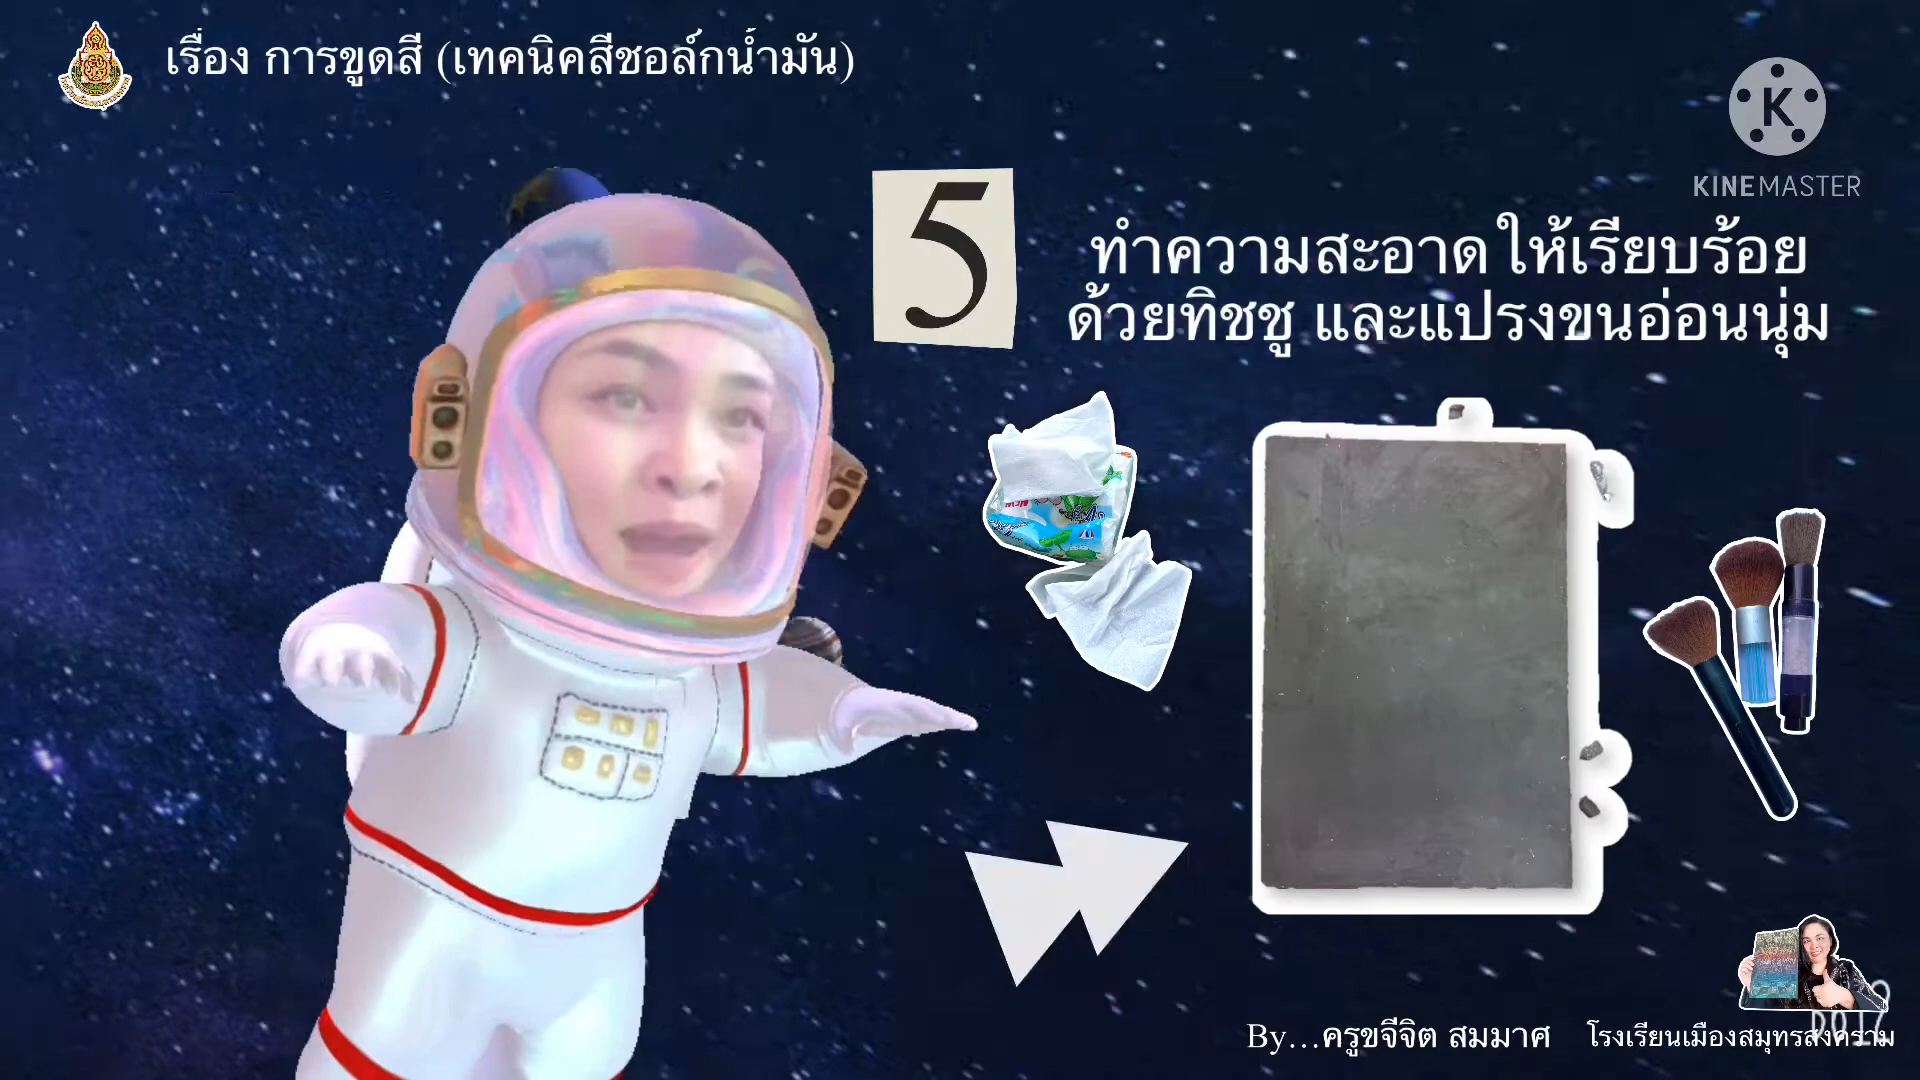 เรื่อง การขูดสี (เทคนิคสีชอล์กน้ำมัน)
KINEMASTER
5
ทำความสะอาด ให้เรียบร้อย
ด้วยทิชชู และแปรงขนอ่อนนุ่ม
By...ครูขจีจิต สมมาศ
โรงเรียนเมืองสมุทรสงคราม